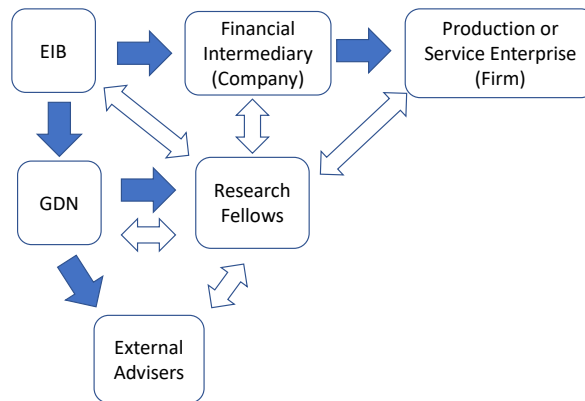 EIB
Financial
Intermediary
(Company)
Production or
Service Enterprise
(Firm)
GDN
Research
Fellows
External
Advisers